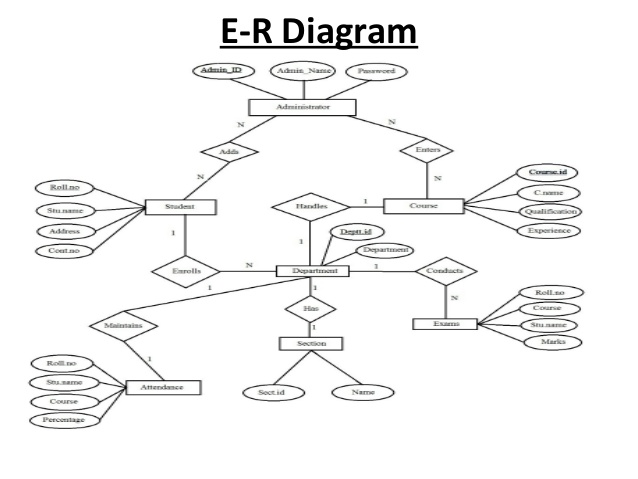 E-R Diagram
Admin_ID
Admin_Name
Password
Administrator
N
N
Adds
Enters
N
N
Roll.no
Stu.name
Address
Cont.no
Student
Handles
1
Course
Course.id
C.name
Qualification
Experience
1
1
Deptt.id
Department
Enrolls
N
Department
1
Conducts
1
1
Has
N
Roll.no
Course
Stu.name
Marks
Maintains
1
Exams
Section
1
Roll.no
Stu.name
Course
Percentage
Attendance
Sect.id
Name